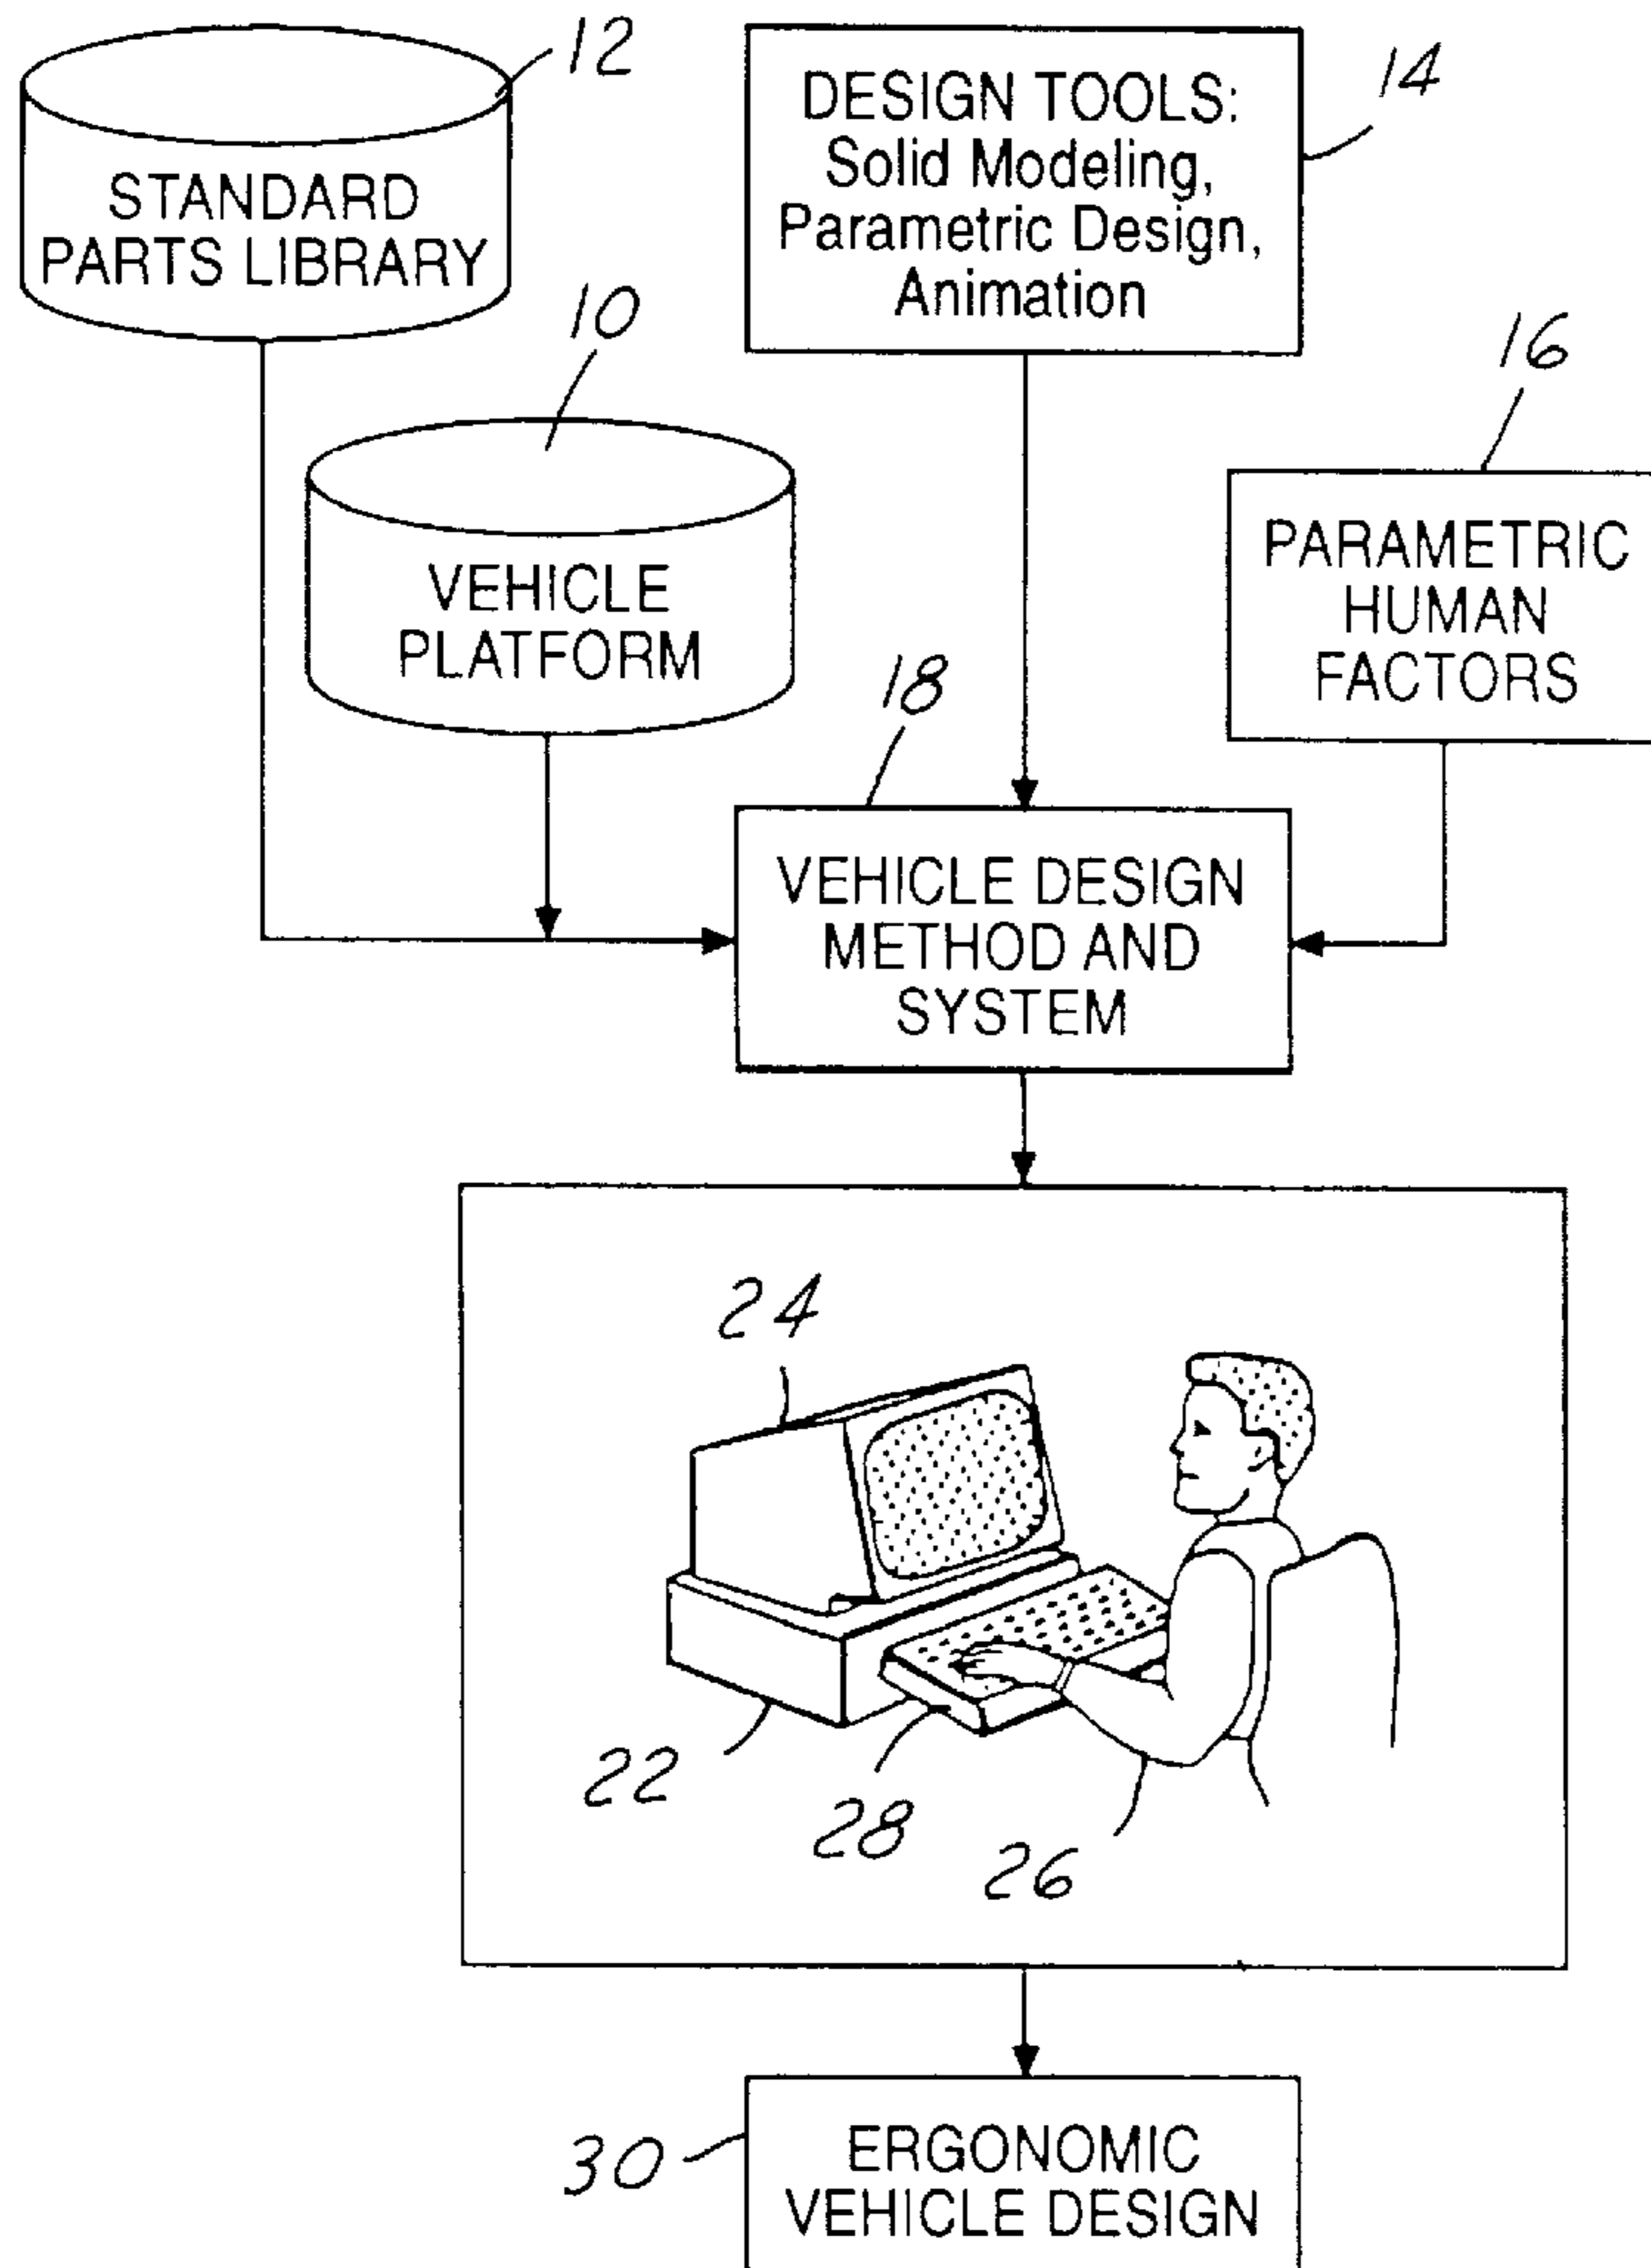 12
STANDARD
PARTS LIBRARY
14
DESIGN TOOLS:
Solid Modeling,
Parametric Design,
Animation
10
VEHICLE
PLATFORM
16
PARAMETRIC
HUMAN
FACTORS
18
VEHICLE DESIGN
METHOD AND
SYSTEM
24
22
28
26
30
ERGONOMIC
VEHICLE DESIGN